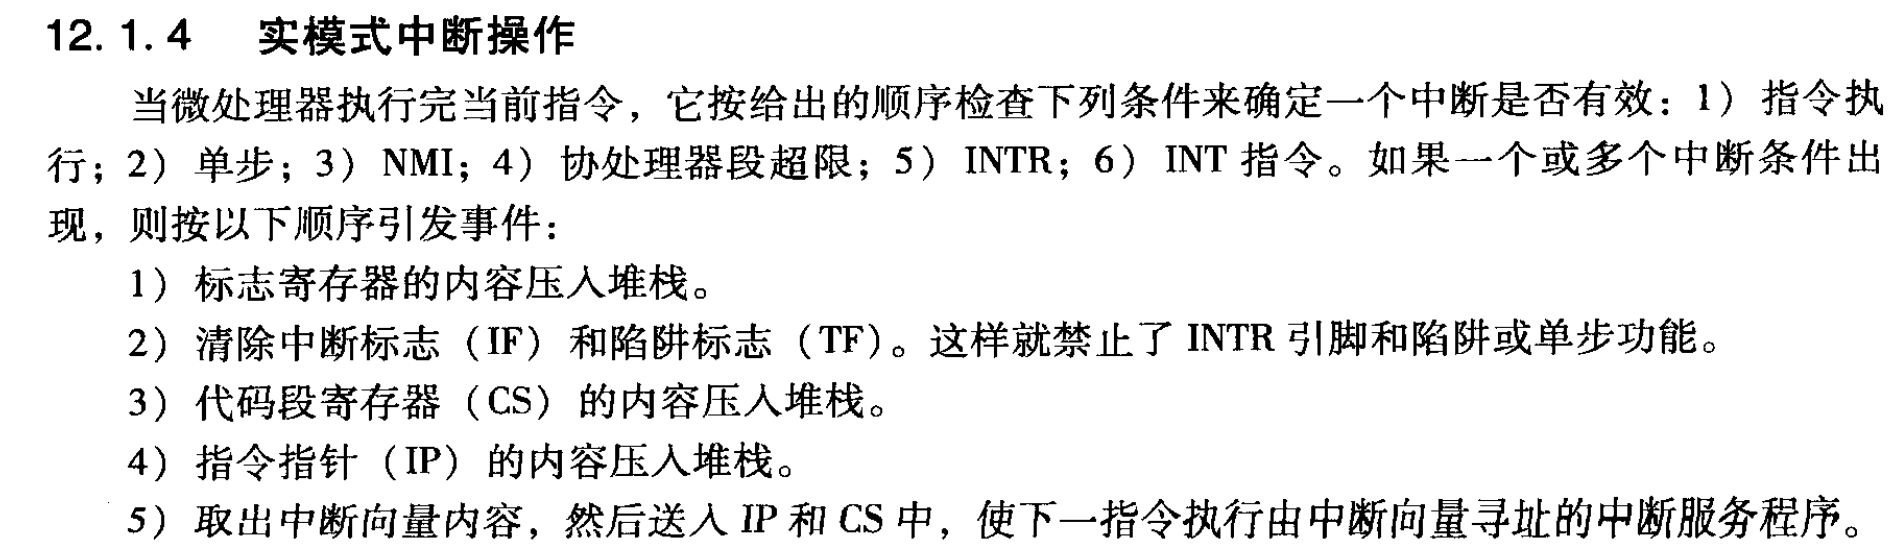 12.1.4 实模式中断操作
当微处理器执行完当前指令，它按给出的顺序检查下列条件来确定一个中断是否有效：1）指令执
行；2）单步；3）NMI；4）协处理器段超限；5）INTR；6）INT 指令。如果一个或多个中断条件出
现，则按以下顺序引发事件：
1）标志寄存器的内容压入堆栈。
2）清除中断标志（IF）和陷阱标志（TF）。这样就禁止了 INTR 引脚和陷阱或单步功能。
3）代码段寄存器（CS）的内容压入堆栈。
4）指令指针（IP）的内容压入堆栈。
5）取出中断向量内容，然后送入 IP 和 CS 中，使下一指令执行由中断向量寻址的中断服务程序。